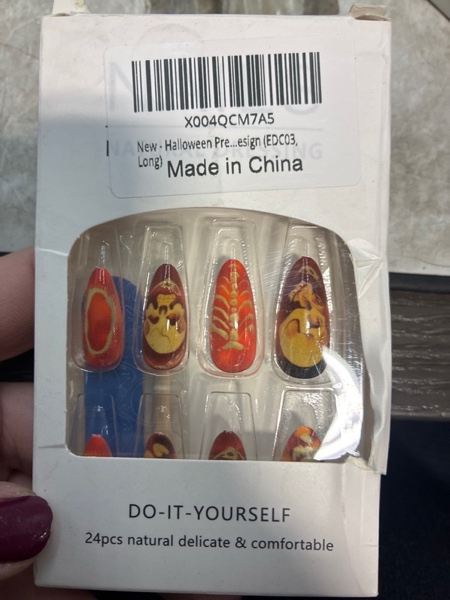 X004QCM7A5
New - Halloween Pre...esign (EDC03,
Long) Made in China
DO-IT-YOURSELF
24pcs natural delicate & comfortable